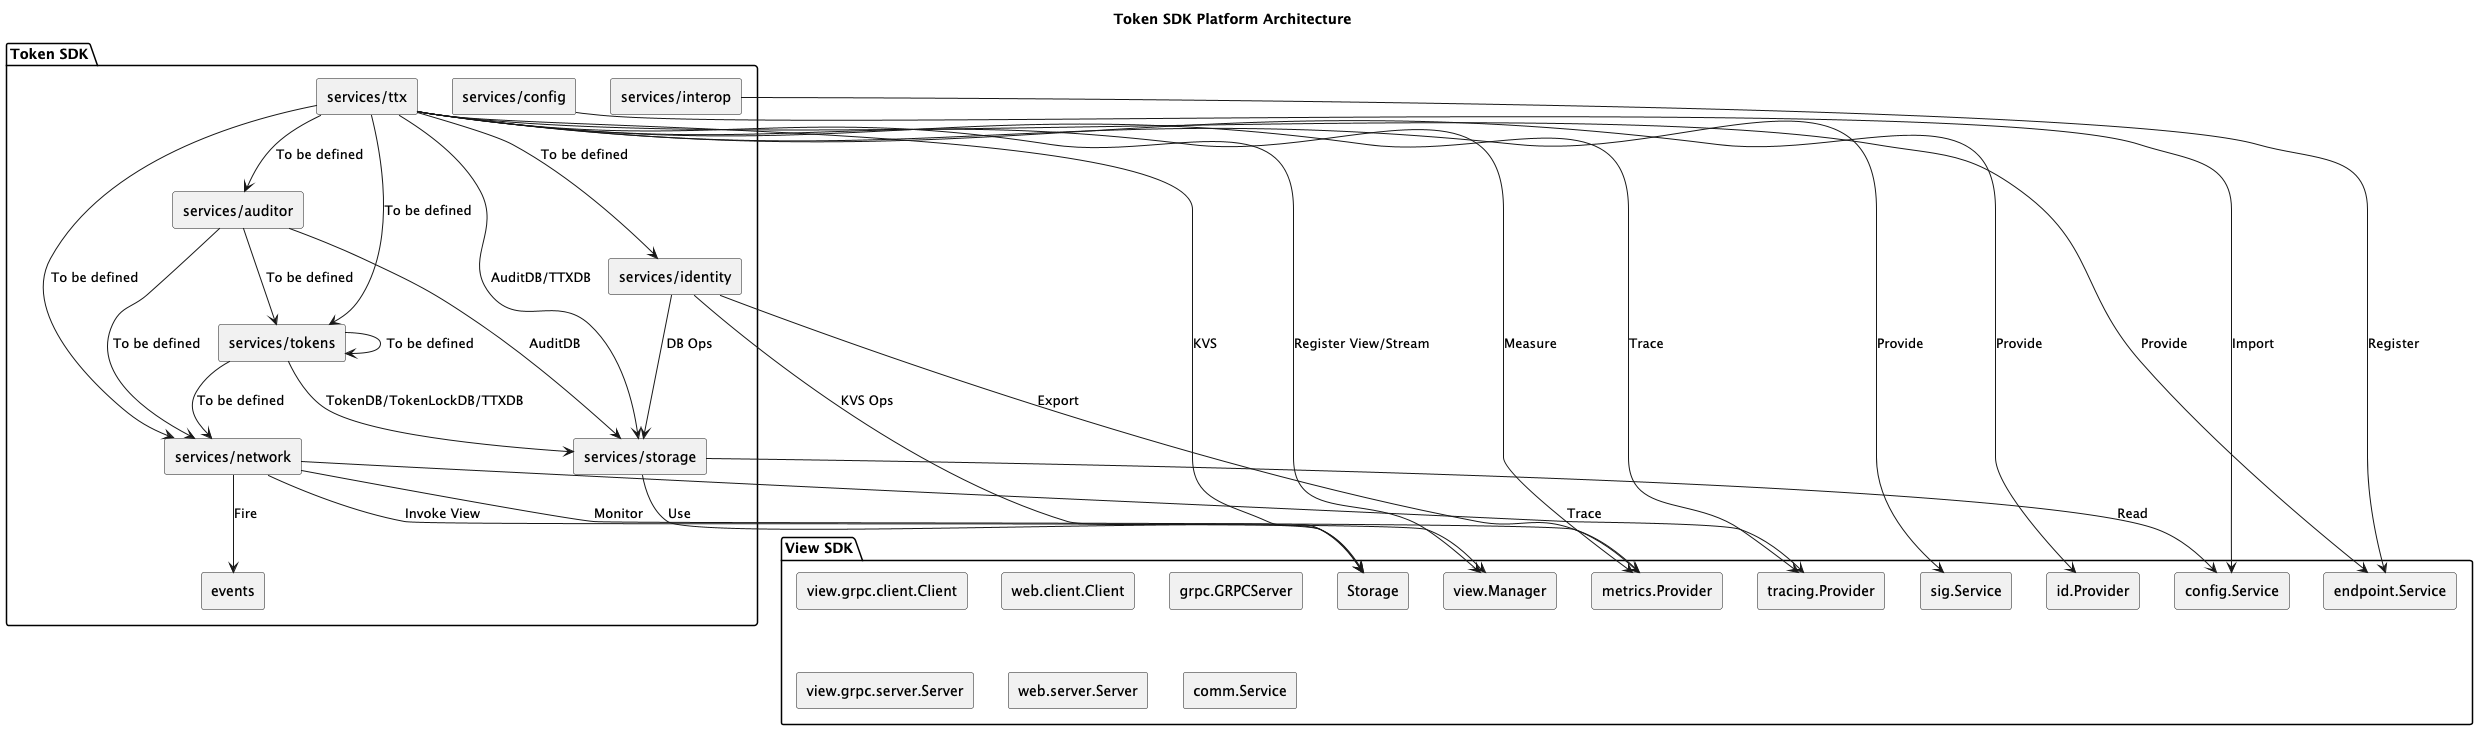 Token SDK Platform Architecture
Token SDK
services/ttx
services/config
services/interop
To be defined
To be defined
services/auditor
To be defined
To be defined
To be defined
AuditDB/TTXDB
services/identity
To be defined
services/tokens
To be defined
AuditDB
DB Ops
KVS
Register View/Stream
Measure
Trace
Provide
Provide
Provide
Import
Register
To be defined
TokenDB/TokenLockDB/TTXDB
KVS Ops
Export
services/network
services/storage
Fire
Invoke View
Monitor
Use
Trace
Read
View SDK
events
view.grpc.client.Client
web.client.Client
grpc.GRPCServer
Storage
view.Manager
metrics.Provider
tracing.Provider
sig.Service
id.Provider
config.Service
endpoint.Service
view.grpc.server.Server
web.server.Server
comm.Service